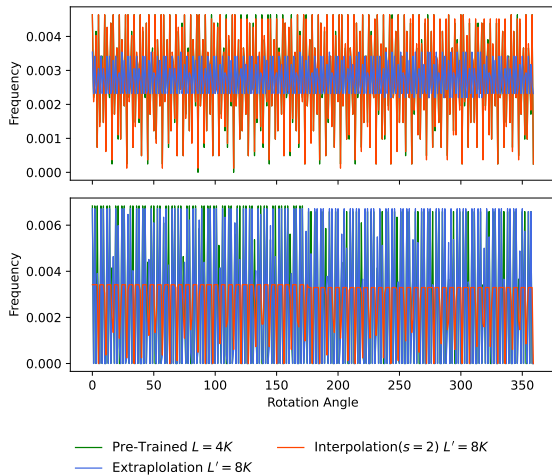 0.004
0.003
Frequency
0.002
0.001
0.000
0.006
0.004
Frequency
0.002
0.000
0 50 100 150 200 250 300 350
Rotation Angle
Pre-Trained L = 4K
Interpolation(s = 2) L' = 8K
Extraplolation L' = 8K